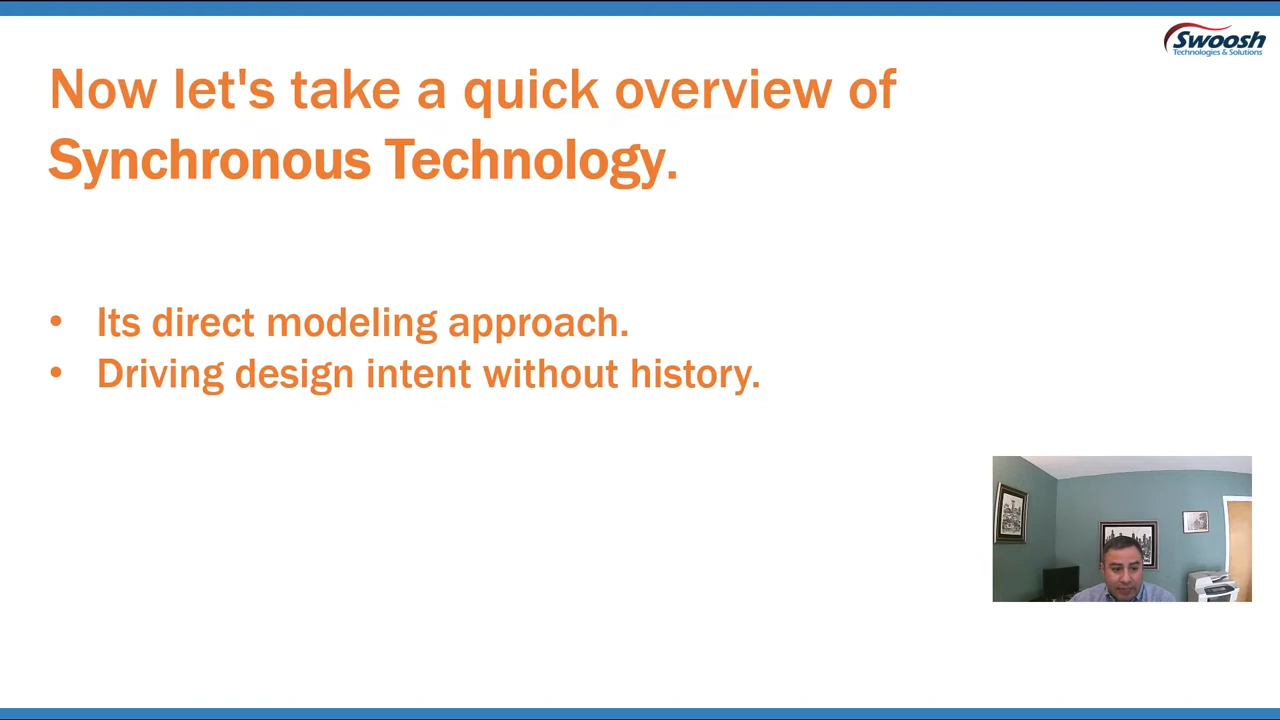 Swoosh
Technologies & Solutions
Now let's take a quick overview of
Synchronous Technology.
• Its direct modeling approach.
• Driving design intent without history.